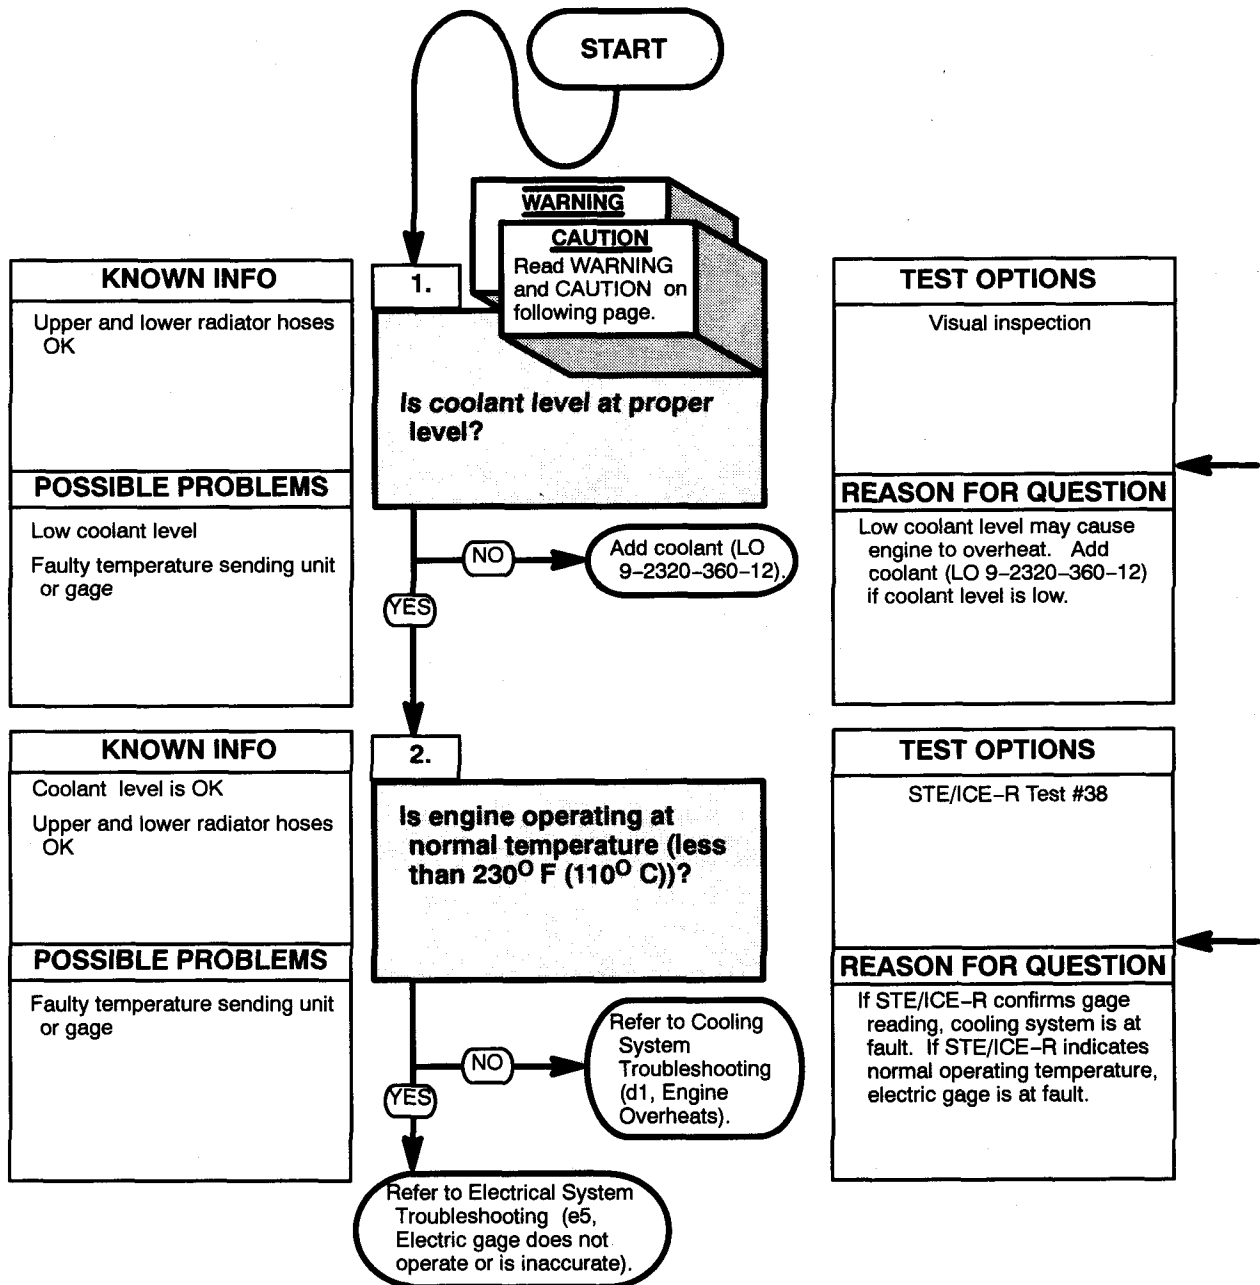 START
WARNING
CAUTION
Read WARNING
and CAUTION on
following page.
KNOWN INFO
Upper and lower radiator hoses
OK
POSSIBLE PROBLEMS
Low coolant level
Faulty temperature sending unit
or gage
1.
Is coolant level at proper
level?
NO
Add coolant (LO
9–2320–360–12).
YES
TEST OPTIONS
Visual inspection
REASON FOR QUESTION
Low coolant level may cause
engine to overheat. Add
coolant (LO 9–2320–360–12)
if coolant level is low.
KNOWN INFO
Coolant level is OK
Upper and lower radiator hoses
OK
POSSIBLE PROBLEMS
Faulty temperature sending unit
or gage
2.
Is engine operating at
normal temperature (less
than 230O F (110O C))?
NO
Refer to Cooling
System
Troubleshooting
(d1, Engine
Overheats).
YES
Refer to Electrical System
Troubleshooting (e5,
Electric gage does not
operate or is inaccurate).
TEST OPTIONS
STE/ICE–R Test #38
REASON FOR QUESTION
If STE/ICE–R confirms gage
reading, cooling system is at
fault. If STE/ICE–R indicates
normal operating temperature,
electric gage is at fault.